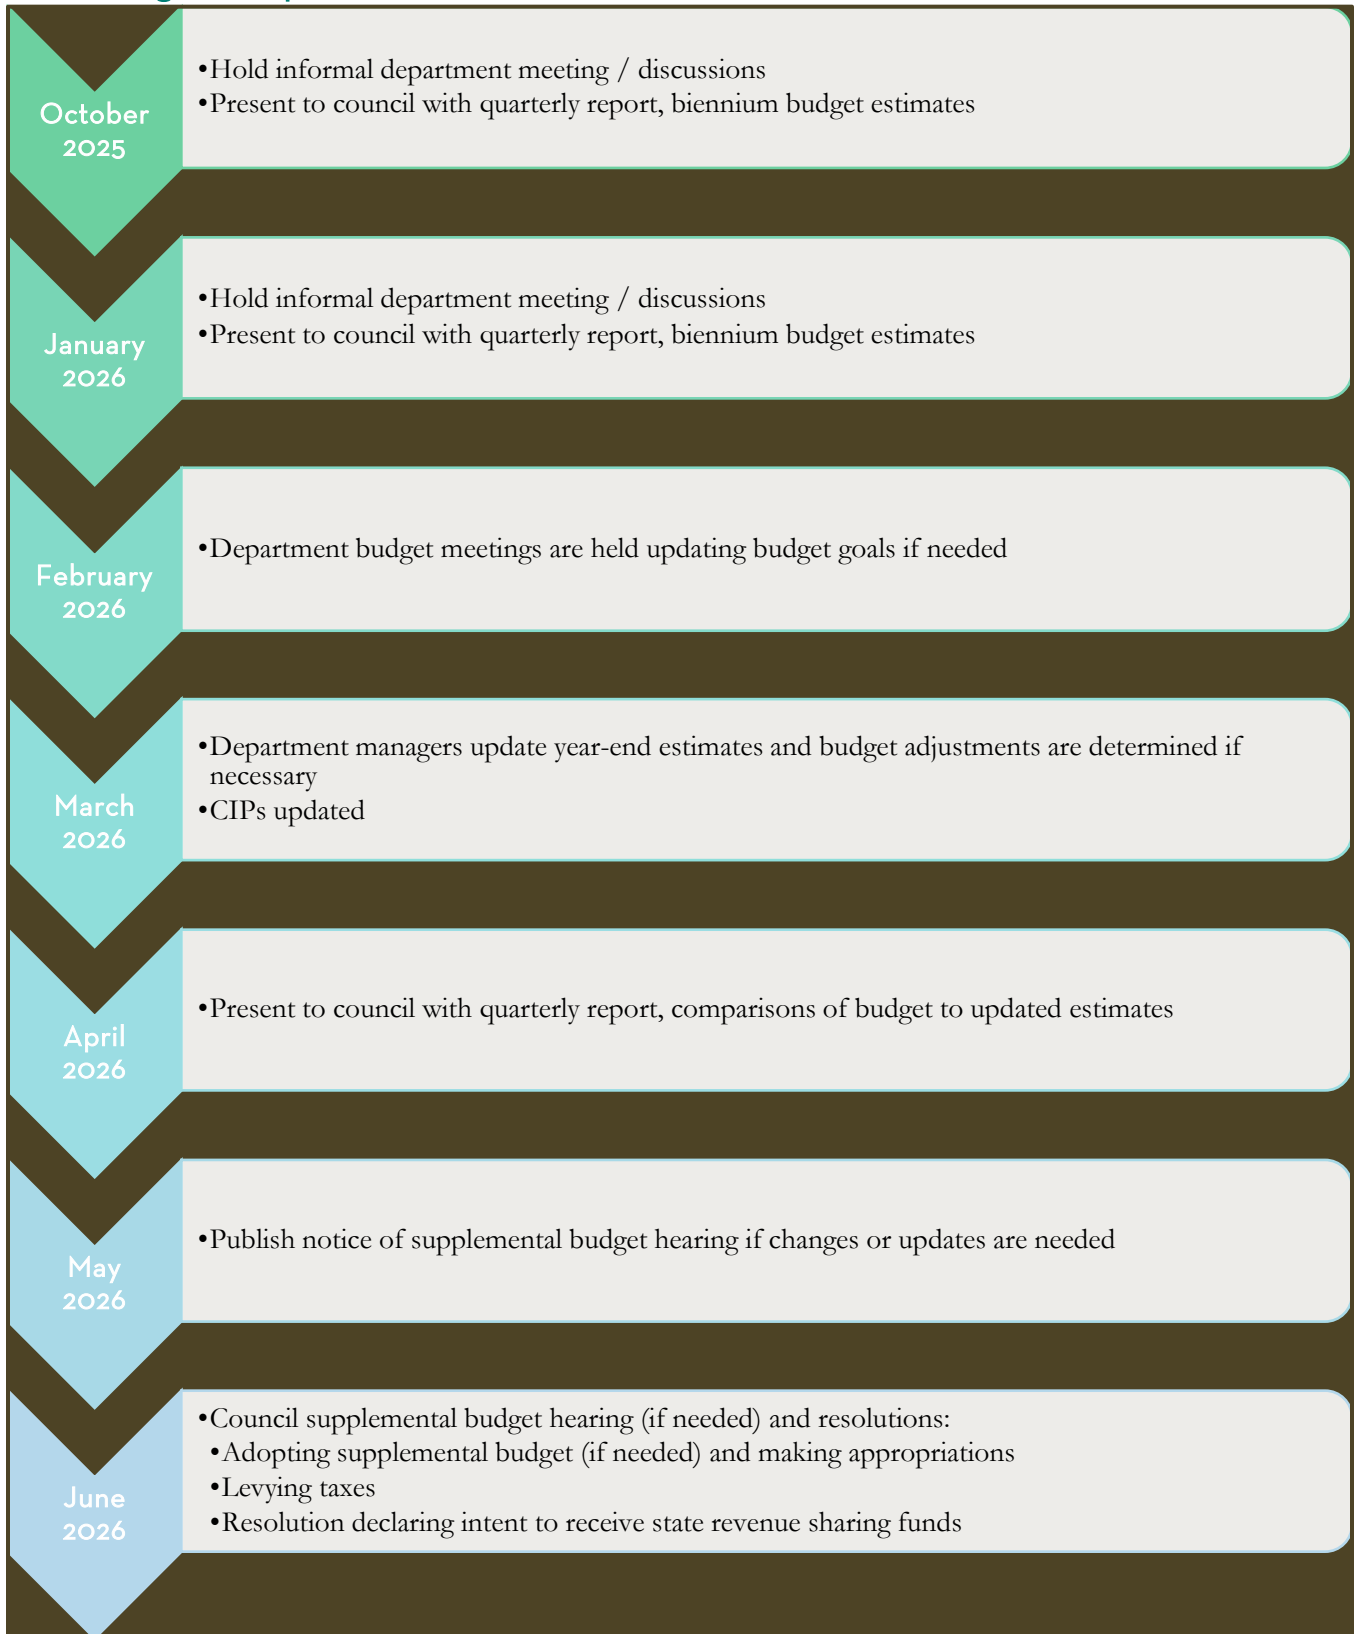 October
2025
•Hold informal department meeting / discussions
•Present to council with quarterly report, biennium budget estimates
January
2026
•Hold informal department meeting / discussions
•Present to council with quarterly report, biennium budget estimates
February
2026
•Department budget meetings are held updating budget goals if needed
March
2026
•Department managers update year-end estimates and budget adjustments are determined if
necessary
•CIPs updated
April
2026
•Present to council with quarterly report, comparisons of budget to updated estimates
May
2026
•Publish notice of supplemental budget hearing if changes or updates are needed
June
2026
•Council supplemental budget hearing (if needed) and resolutions:
•Adopting supplemental budget (if needed) and making appropriations
•Levying taxes
•Resolution declaring intent to receive state revenue sharing funds